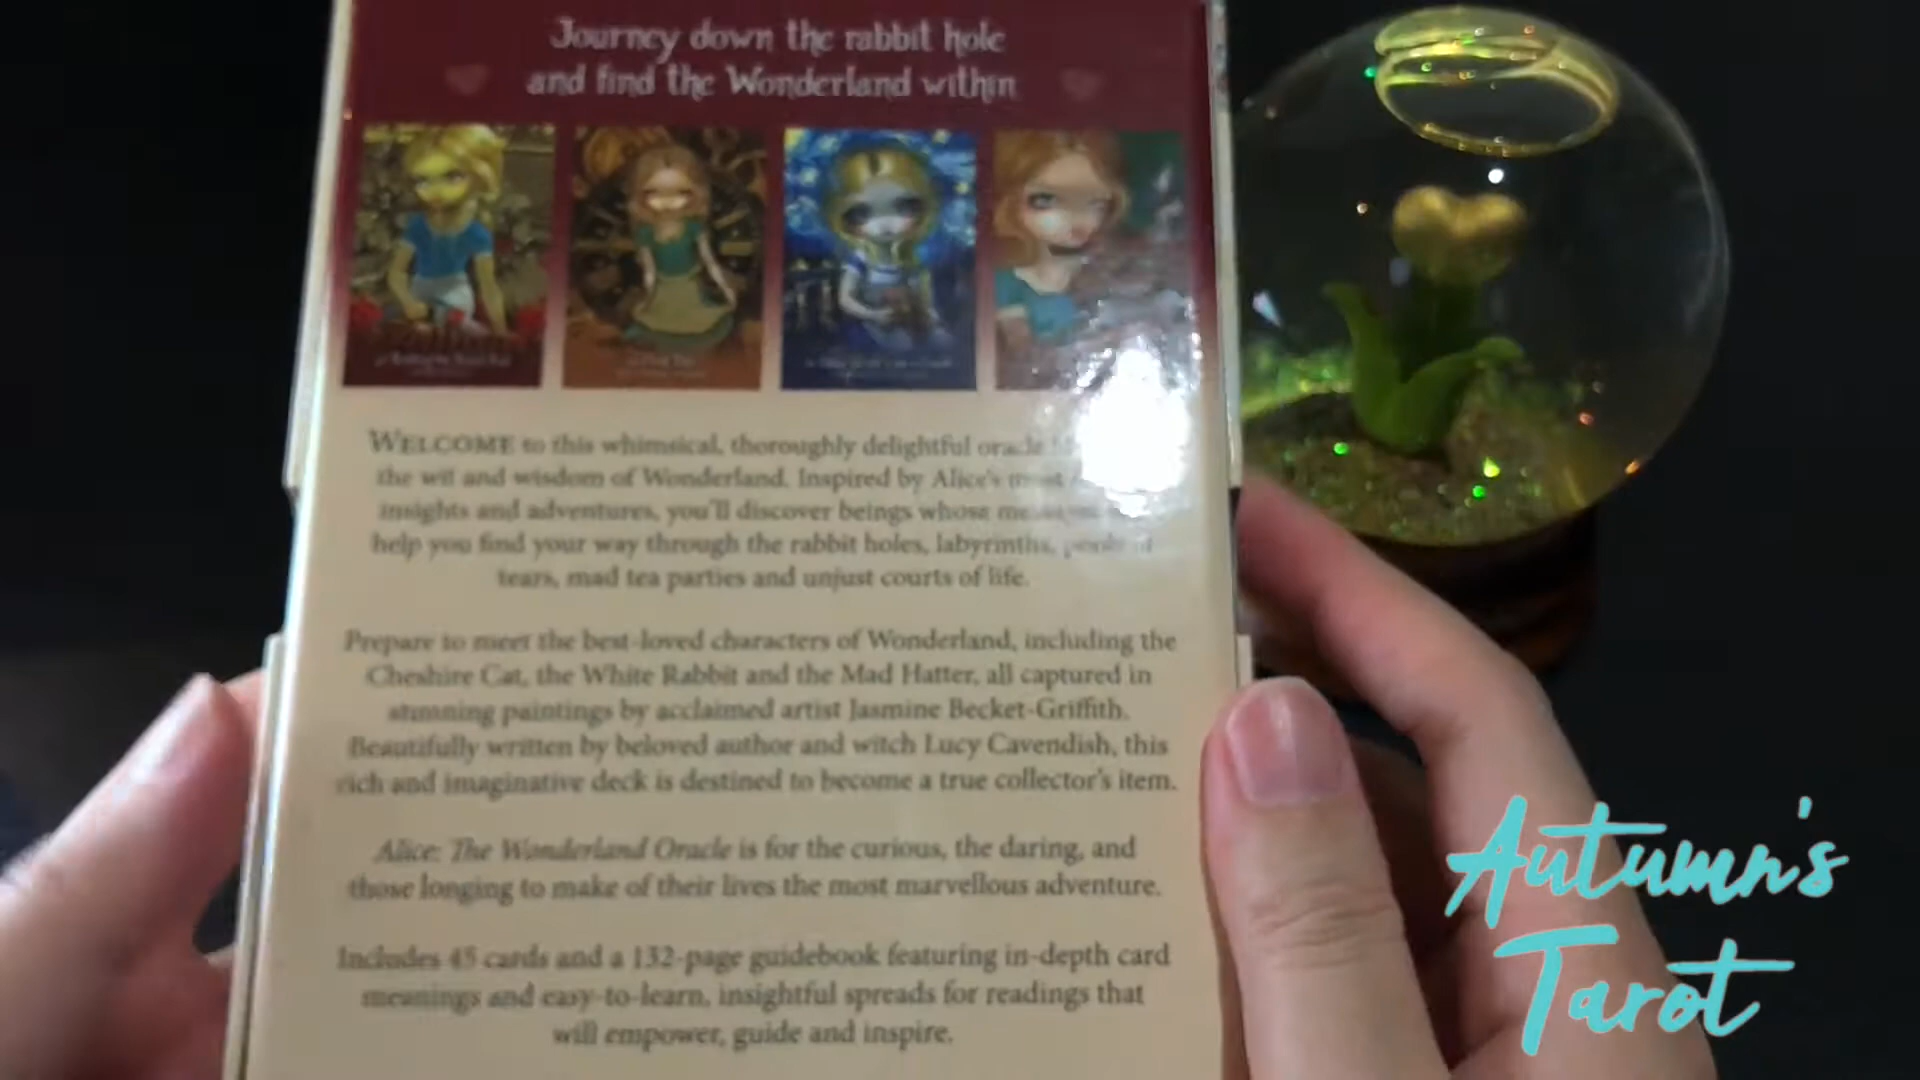 Journey down the rabbit hole
and find the Wonderland within
WELCOME to this whimsical, thoroughly delightful oracle
the wit and wisdom of Wonderland. Inspired by Alice's most
insights and adventures, you'll discover beings whose
help you find your way through the rabbit holes, labyrinths, pools of
tears, mad tea parties and unjust courts of life.
Prepare to meet the best-loved characters of Wonderland, including the
Cheshire Cat, the White Rabbit and the Mad Hatter, all captured in
stunning paintings by acclaimed artist Jasmine Becket-Griffith.
Beautifully written by beloved author and witch Lucy Cavendish, this
rich and imaginative deck is destined to become a true collector's item.
Alice: The Wonderland Oracle is for the curious, the daring, and
those longing to make of their lives the most marvellous adventure.
Includes 45 cards and a 132-page guidebook featuring in-depth card
meanings and easy-to-learn, insightful spreads for readings that
will empower, guide and inspire.
Autumn's
Tarot